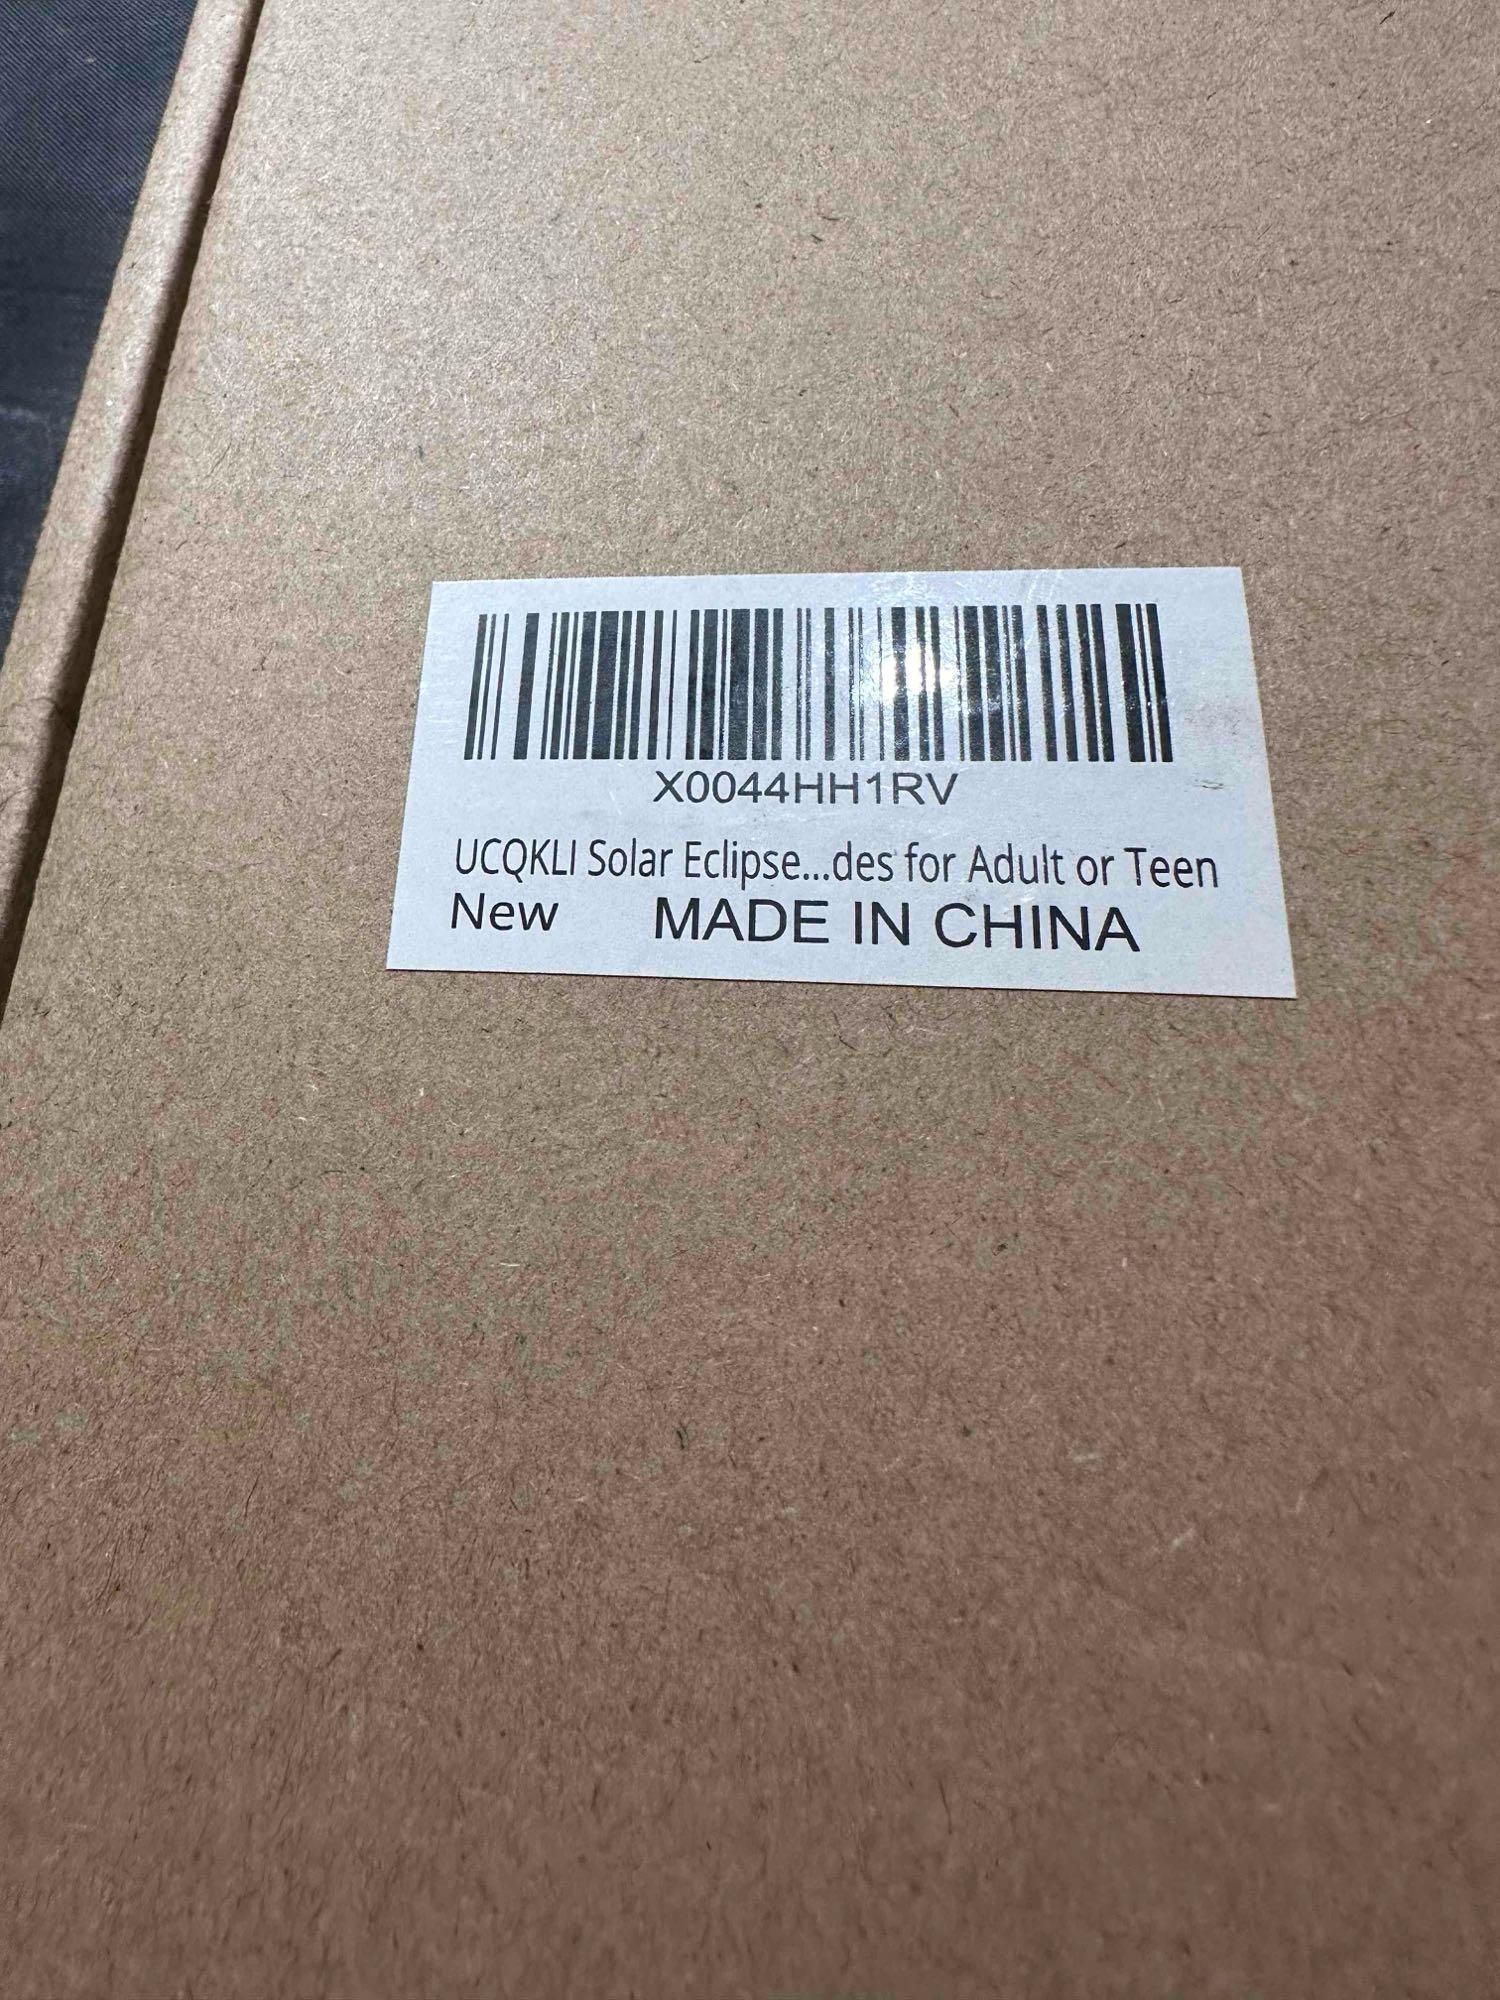 X0044HH1RV
UCQKLI Solar Eclipse...des for Adult or Teen
New MADE IN CHINA